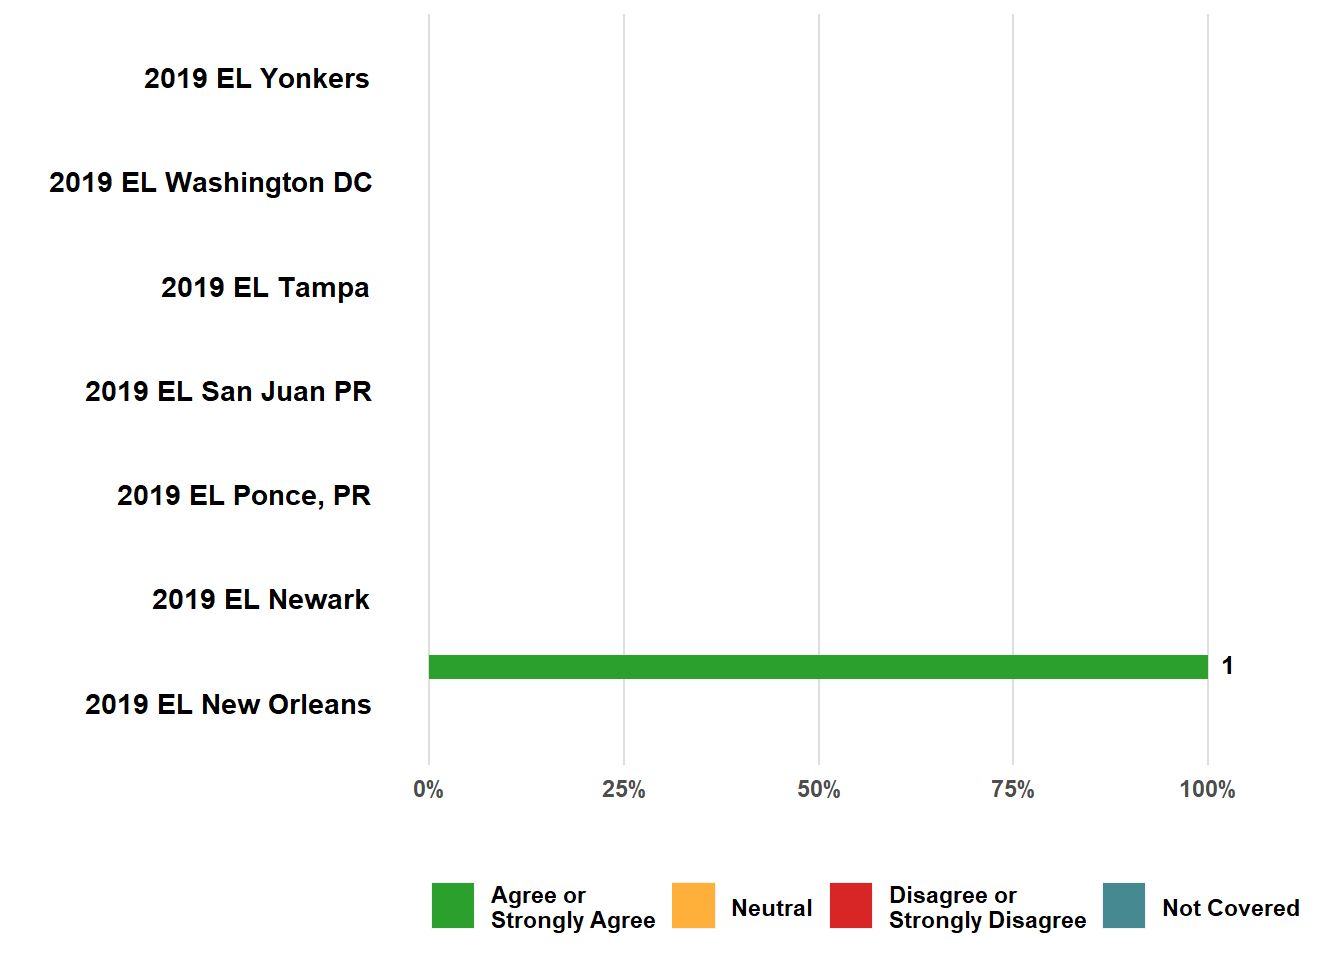 2019 EL Yonkers
2019 EL Washington DC
2019 EL Tampa
2019 EL San Juan PR
2019 EL Ponce, PR
2019 EL Newark
1
2019 EL New Orleans
0% 25% 50% 75% 100%
Agree or
Strongly Agree
Neutral
Disagree or
Strongly Disagree
Not Covered